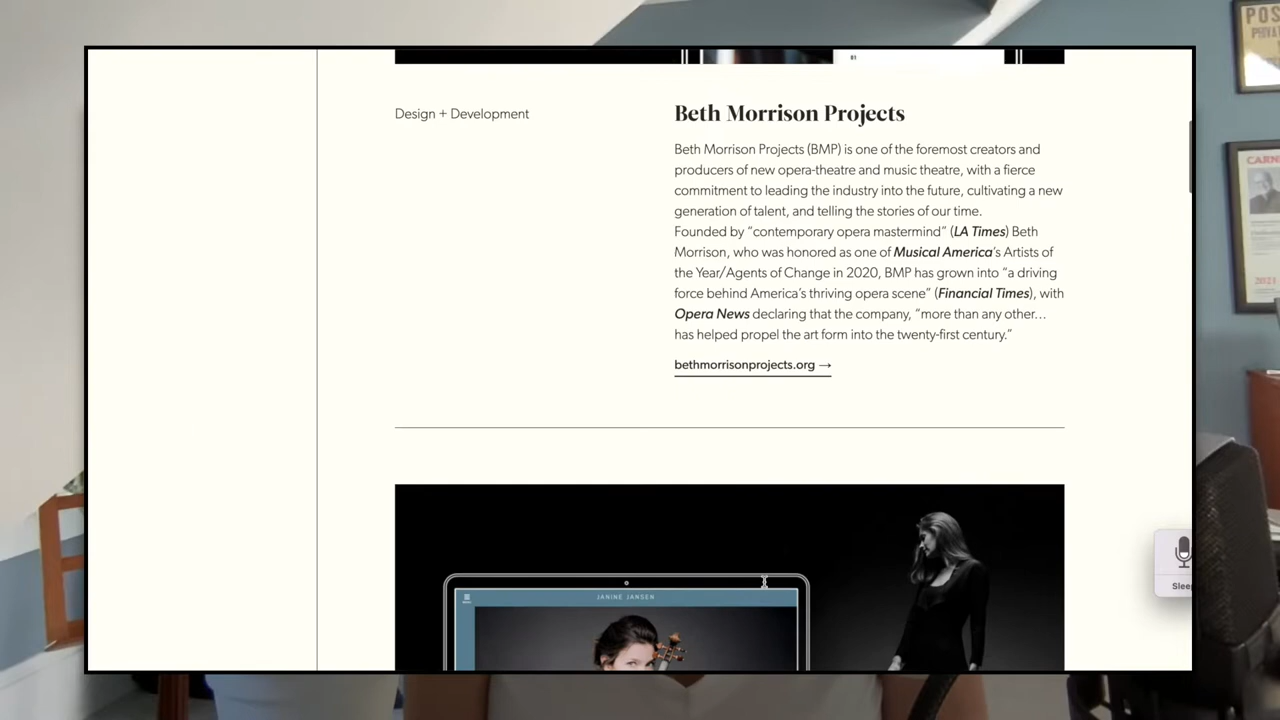 POS
PRIVA
Design + Development
Beth Morrison Projects
Beth Morrison Projects (BMP) is one of the foremost creators and
producers of new opera-theatre and music theatre, with a fierce
commitment to leading the industry into the future, cultivating a new
generation of talent, and telling the stories of our time.
Founded by “contemporary opera mastermind” (LA Times) Beth
Morrison, who was honored as one of Musical America’s Artists of
the Year/Agents of Change in 2020, BMP has grown into “a driving
force behind America’s thriving opera scene” (Financial Times), with
Opera News declaring that the company, “more than any other…
has helped propel the art form into the twenty-first century.”
bethmorrisonprojects.org →
CARN
2021
Sleep
JANINE JANSEN